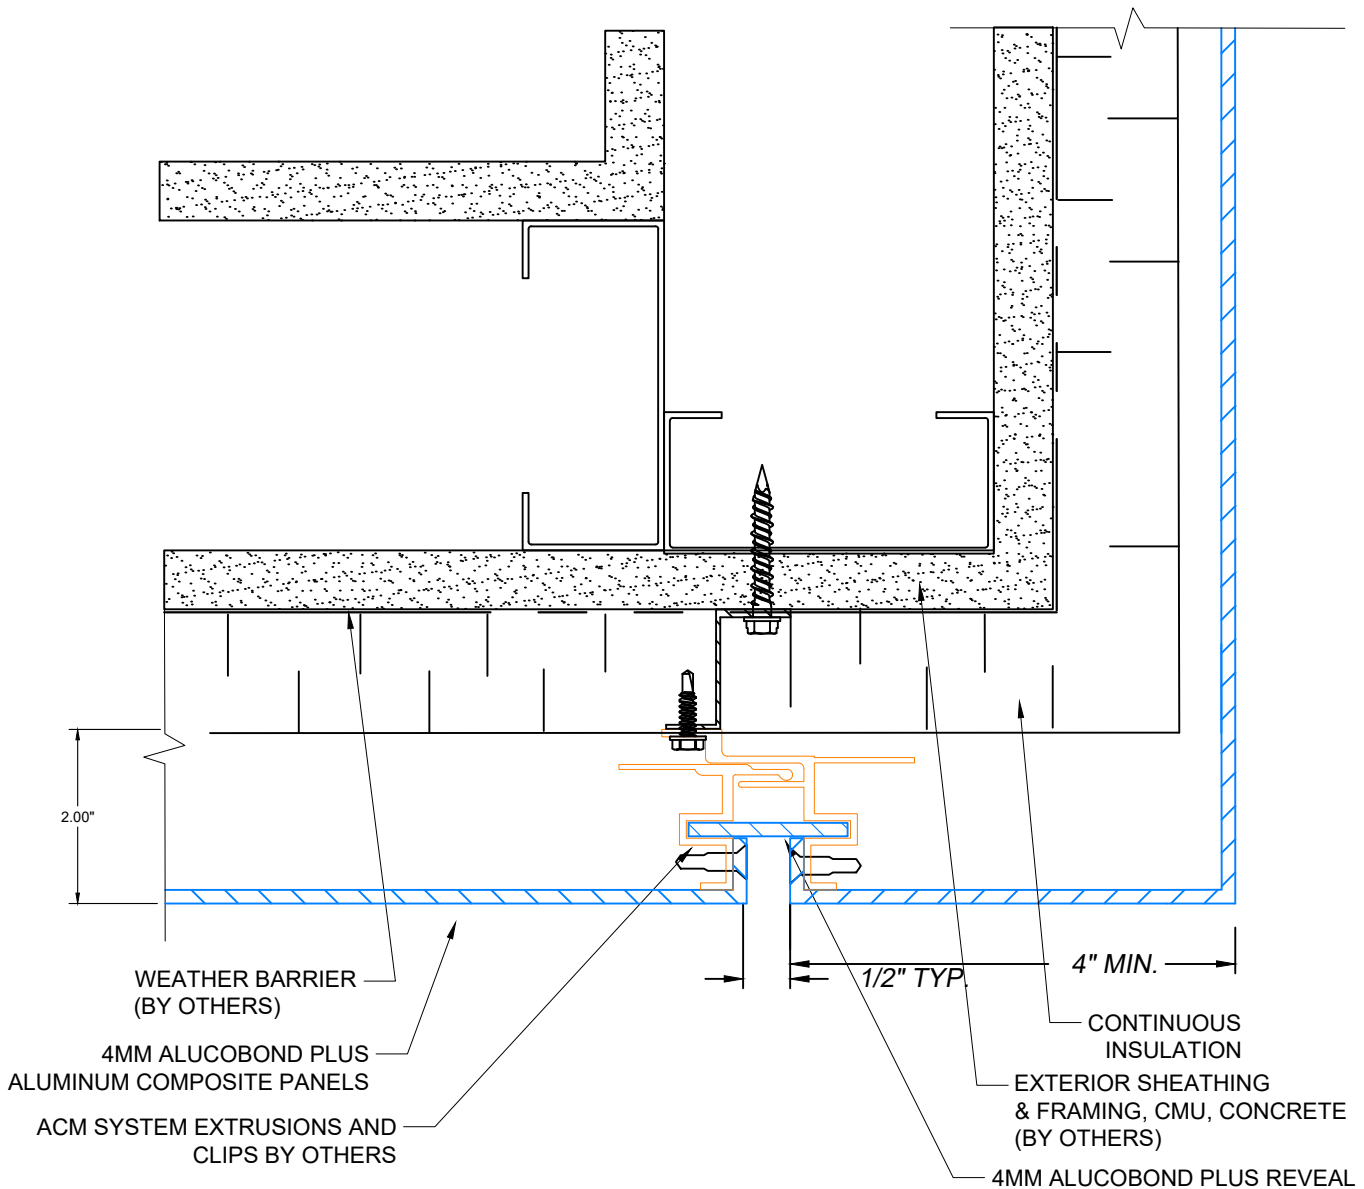 2.00"
1/2" TYP.
4" MIN.
WEATHER BARRIER
(BY OTHERS)
4MM ALUCOBOND PLUS
ALUMINUM COMPOSITE PANELS
ACM SYSTEM EXTRUSIONS AND
CLIPS BY OTHERS
CONTINUOUS
INSULATION
EXTERIOR SHEATHING
& FRAMING, CMU, CONCRETE
(BY OTHERS)
4MM ALUCOBOND PLUS REVEAL